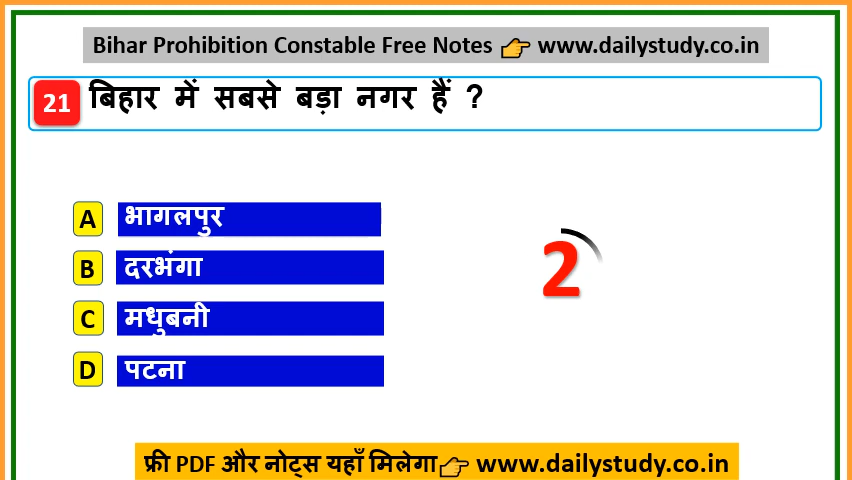 Bihar Prohibition Constable Free Notes 👉 www.dailystudy.co.in
21 बिहार में सबसे बड़ा नगर हैं ?
A भागलपुर
B दरभंगा
2
C मधुबनी
D पटना
फ्री PDF और नोट्स यहाँ मिलेगा👉 www.dailystudy.co.in